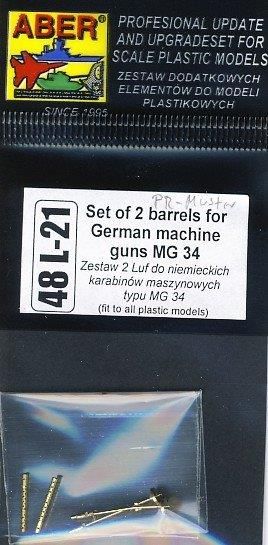 ABER®
SINCE 1995
PROFESIONAL UPDATE
AND UPGRADESET FOR
SCALE PLASTIC MODELS
ZESTAW DODATKOWYCH
ELEMENTÓW DO MODELI
PLASTIKOWYCH
48 L-21
PR-Muster
Set of 2 barrels for
German machine
guns MG 34
Zestaw 2 Luf do niemieckich
karabinów maszynowych
typu MG 34
(fit to all plastic models)